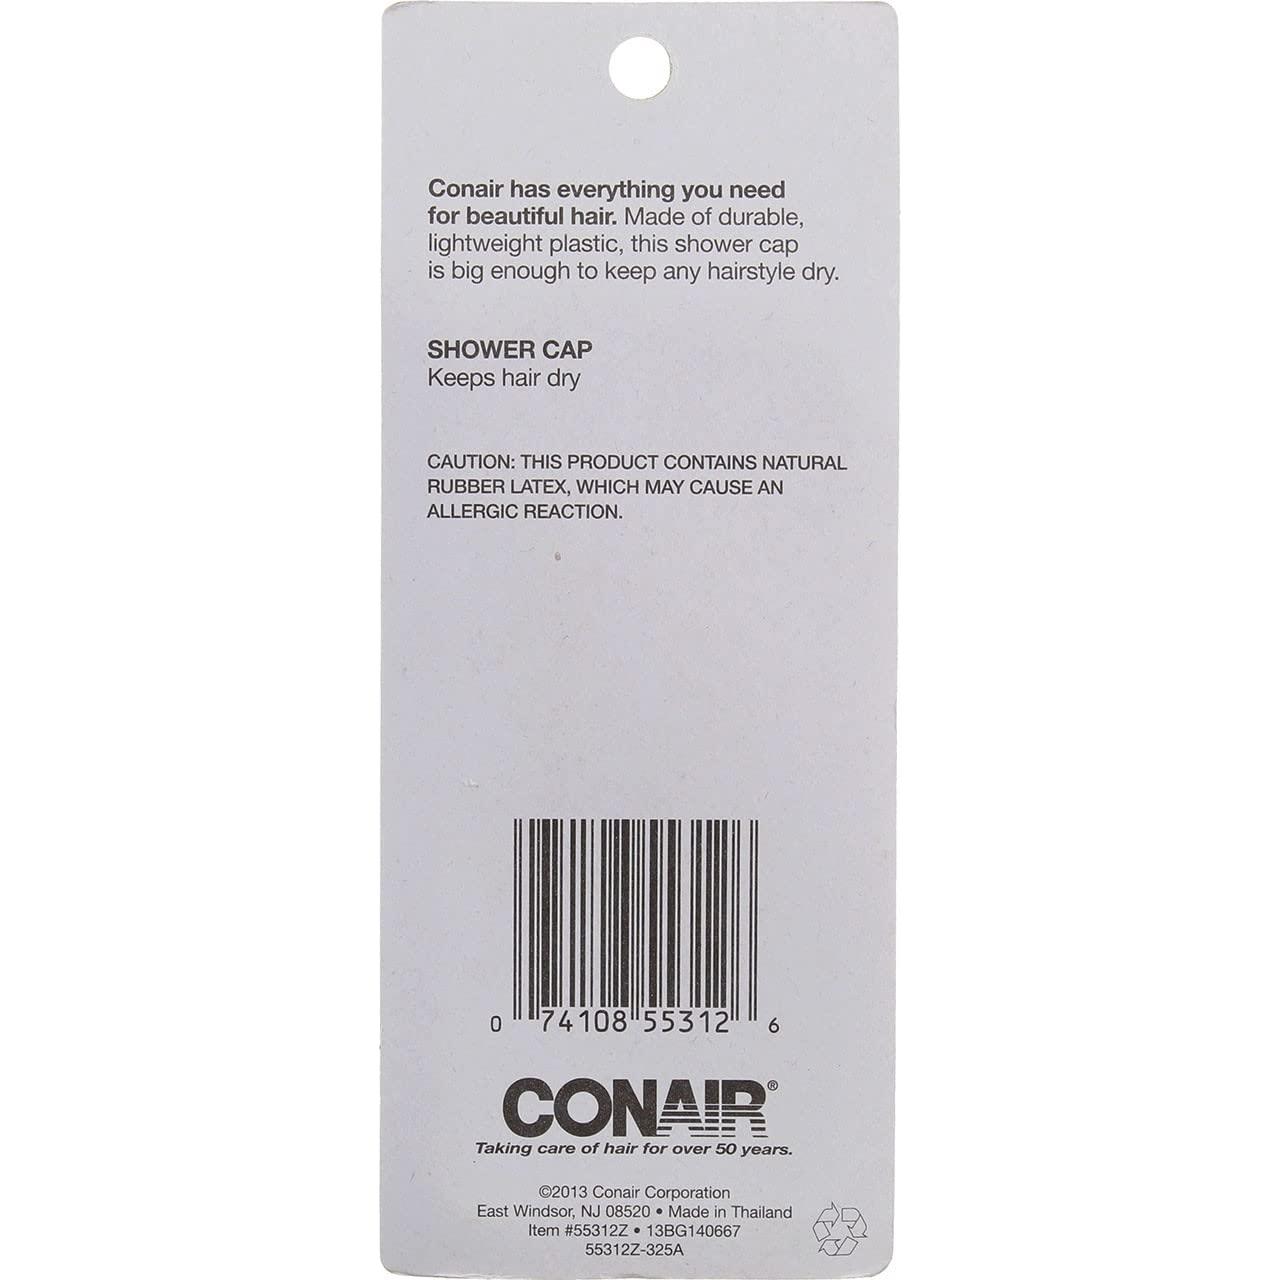 Conair has everything you need
for beautiful hair. Made of durable,
lightweight plastic, this shower cap
is big enough to keep any hairstyle dry.
SHOWER CAP
Keeps hair dry
CAUTION: THIS PRODUCT CONTAINS NATURAL
RUBBER LATEX, WHICH MAY CAUSE AN
ALLERGIC REACTION.
0 74108 55312 6
CONAIR®
Taking care of hair for over 50 years.
©2013 Conair Corporation
East Windsor, NJ 08520 • Made in Thailand
Item #55312Z • 13BG140667
55312Z-325A